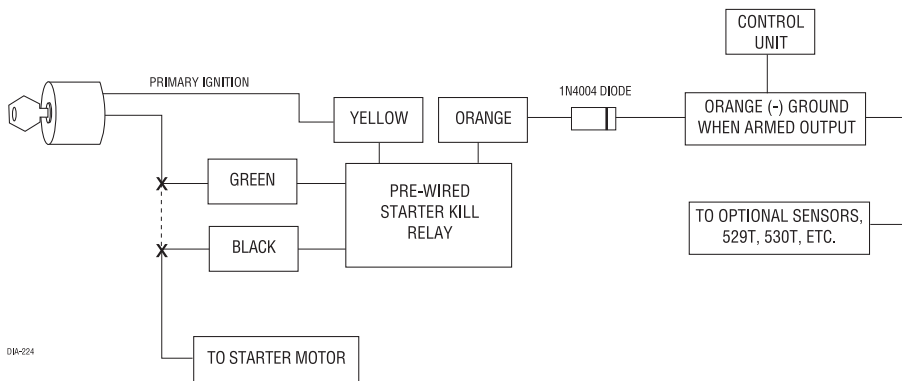 CONTROL
UNIT
PRIMARY IGNITION
1N4004 DIODE
YELLOW
ORANGE
ORANGE (-) GROUND
WHEN ARMED OUTPUT
GREEN
PRE-WIRED
STARTER KILL
RELAY
BLACK
TO OPTIONAL SENSORS,
529T, 530T, ETC.
TO STARTER MOTOR
DIA-224